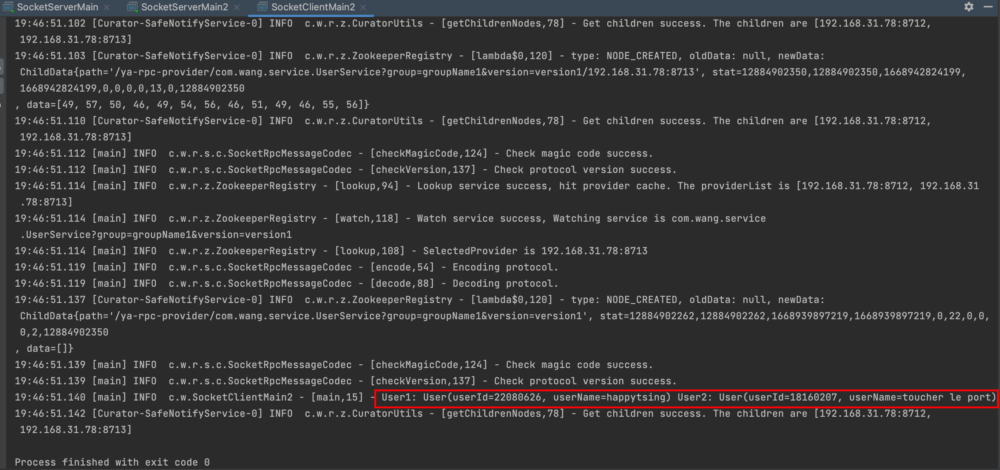 SocketServerMain SocketServerMain2 SocketClientMain2
19:46:51.102 [Curator-SafeNotifyService-0] INFO  c.w.r.z.CuratorUtils - [getChildrenNodes,78] - Get children success. The children are [192.168.31.78:8712,
192.168.31.78:8713]
19:46:51.103 [Curator-SafeNotifyService-0] INFO  c.w.r.z.ZookeeperRegistry - [lambda$0,120] - type: NODE_CREATED, oldData: null, newData:
ChildData{path='/ya-rpc-provider/com.wang.service.UserService?group=groupName1&version=version1/192.168.31.78:8713', stat=12884902350,12884902350,1668942824199,
1668942824199,0,0,0,0,13,0,12884902350
, data=[49, 57, 50, 46, 49, 54, 56, 46, 51, 49, 46, 55, 56]}
19:46:51.110 [Curator-SafeNotifyService-0] INFO  c.w.r.z.CuratorUtils - [getChildrenNodes,78] - Get children success. The children are [192.168.31.78:8712,
192.168.31.78:8713]
19:46:51.112 [main] INFO  c.w.r.s.c.SocketRpcMessageCodec - [checkMagicCode,124] - Check magic code success.
19:46:51.112 [main] INFO  c.w.r.s.c.SocketRpcMessageCodec - [checkVersion,137] - Check protocol version success.
19:46:51.114 [main] INFO  c.w.r.z.ZookeeperRegistry - [lookup,94] - Lookup service success, hit provider cache. The providerList is [192.168.31.78:8712, 192.168.31
.78:8713]
19:46:51.114 [main] INFO  c.w.r.z.ZookeeperRegistry - [watch,118] - Watch service success, Watching service is com.wang.service
.UserService?group=groupName1&version=version1
19:46:51.114 [main] INFO  c.w.r.z.ZookeeperRegistry - [lookup,108] - SelectedProvider is 192.168.31.78:8713
19:46:51.119 [main] INFO  c.w.r.s.c.SocketRpcMessageCodec - [encode,54] - Encoding protocol.
19:46:51.119 [main] INFO  c.w.r.s.c.SocketRpcMessageCodec - [decode,88] - Decoding protocol.
19:46:51.137 [Curator-SafeNotifyService-0] INFO  c.w.r.z.ZookeeperRegistry - [lambda$0,120] - type: NODE_CREATED, oldData: null, newData:
ChildData{path='/ya-rpc-provider/com.wang.service.UserService?group=groupName1&version=version1', stat=12884902262,12884902262,1668939897219,1668939897219,0,22,0,0,
0,2,12884902350
, data=[]}
19:46:51.139 [main] INFO  c.w.r.s.c.SocketRpcMessageCodec - [checkMagicCode,124] - Check magic code success.
19:46:51.139 [main] INFO  c.w.r.s.c.SocketRpcMessageCodec - [checkVersion,137] - Check protocol version success.
19:46:51.140 [main] INFO  c.w.SocketClientMain2 - [main,15] - User1: User(userId=22080626, userName=happytsing) User2: User(userId=18160207, userName=toucher le port)
19:46:51.142 [Curator-SafeNotifyService-0] INFO  c.w.r.z.CuratorUtils - [getChildrenNodes,78] - Get children success. The children are [192.168.31.78:8712,
192.168.31.78:8713]
Process finished with exit code 0